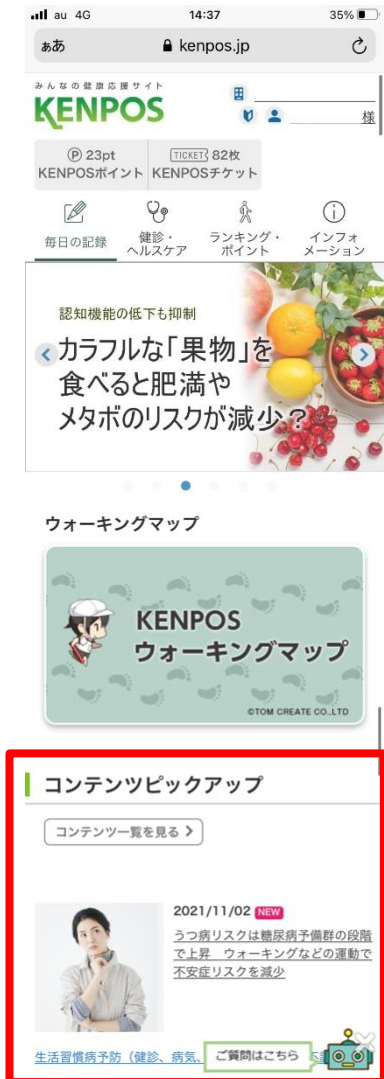 au 4G 14:37 35%
ぁあ kenpos.jp
みんなの健康応援サイト
KENPOS
様
Ⓟ 23pt
KENPOSポイント
TICKET 82枚
KENPOSチケット
毎日の記録
健診・
ヘルスケア
ランキング・
ポイント
インフォ
メーション
認知機能の低下も抑制
カラフルな「果物」を
食べると肥満や
メタボのリスクが減少?
ウォーキングマップ
KENPOS
ウォーキングマップ
©TOM CREATE CO.,LTD
コンテンツピックアップ
コンテンツ一覧を見る
2021/11/02 NEW
うつ病リスクは糖尿病予備群の段階
で上昇 ウォーキングなどの運動で
不安症リスクを減少
生活習慣病予防(健診、病気、
ご質問はこちら